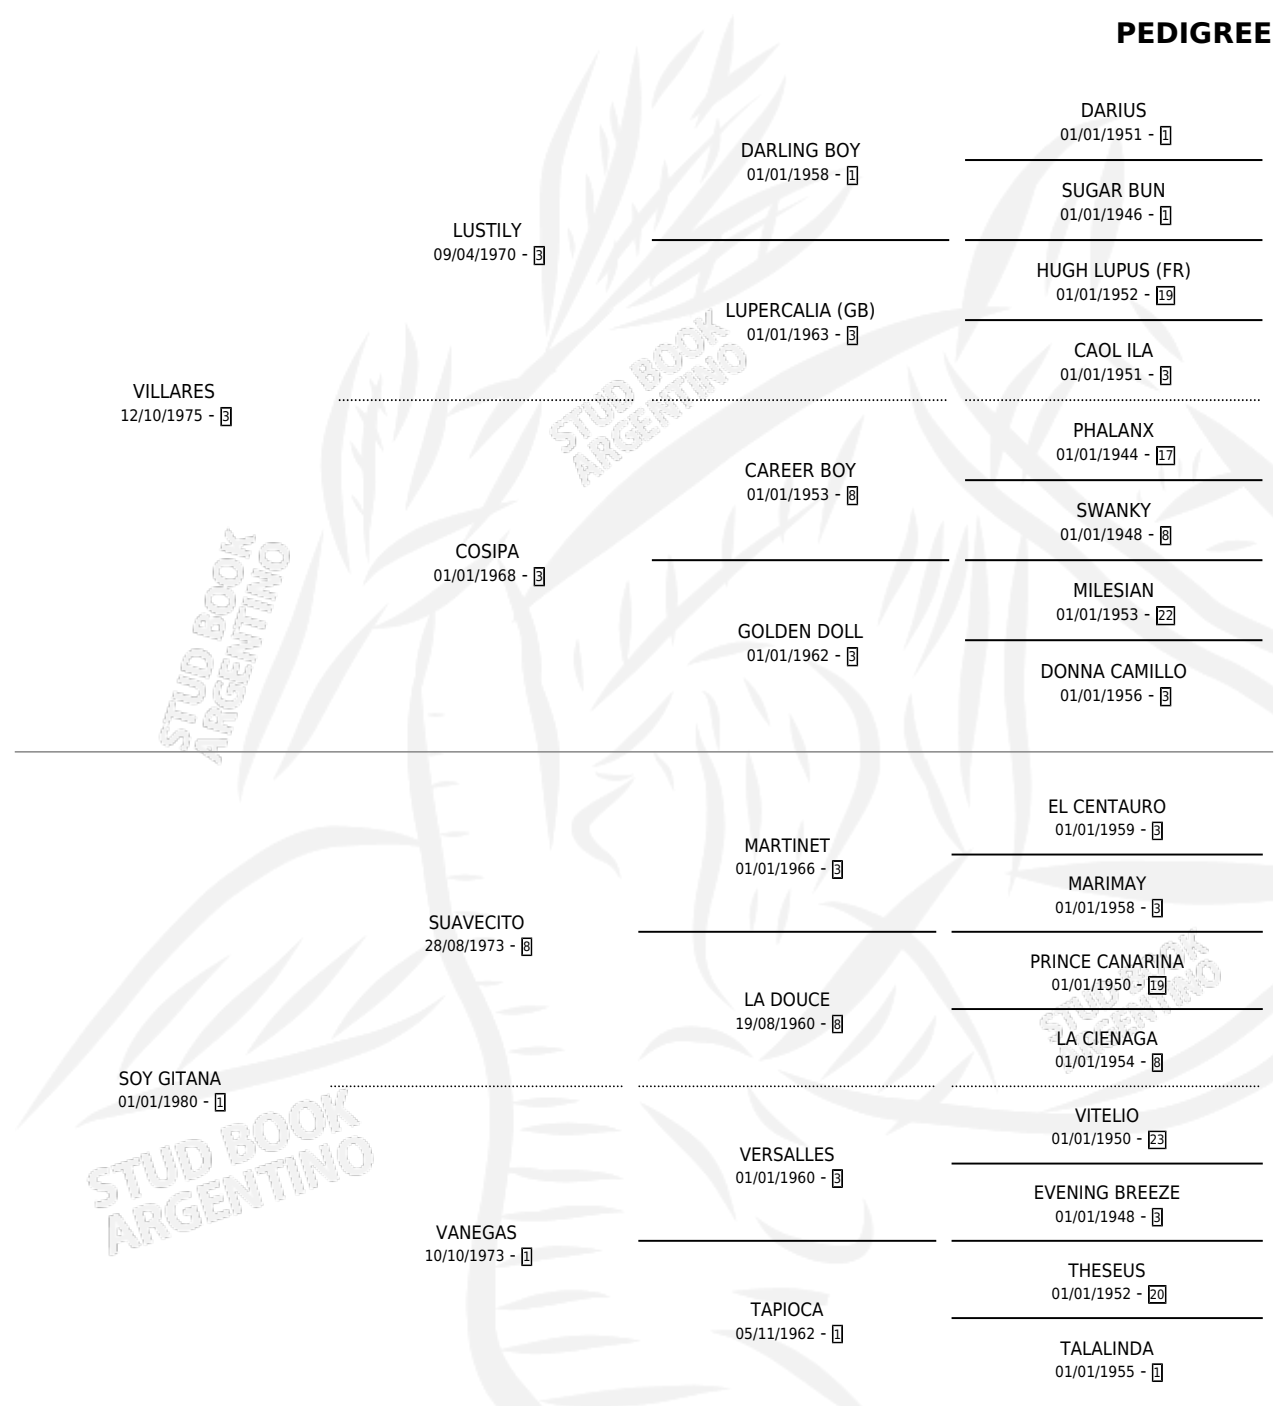 PEDIGREE
DARIUS
01/01/1951 - 1
DARLING BOY
01/01/1958 - 1
SUGAR BUN
01/01/1946 - 1
LUSTILY
09/04/1970 - 3
HUGH LUPUS (FR)
01/01/1952 - 19
LUPERCALIA (GB)
01/01/1963 - 3
CAOL ILA
01/01/1951 - 3
VILLARES
12/10/1975 - 3
PHALANX
01/01/1944 - 17
CAREER BOY
01/01/1953 - 8
SWANKY
01/01/1948 - 8
COSIPA
01/01/1968 - 3
MILESIAN
01/01/1953 - 22
GOLDEN DOLL
01/01/1962 - 3
DONNA CAMILLO
01/01/1956 - 3
EL CENTAURO
01/01/1959 - 3
MARTINET
01/01/1966 - 3
MARIMAY
01/01/1958 - 3
SUAVECITO
28/08/1973 - 8
PRINCE CANARINA
01/01/1950 - 19
LA DOUCE
19/08/1960 - 8
LA CIENAGA
01/01/1954 - 8
SOY GITANA
01/01/1980 - 1
VITELIO
01/01/1950 - 23
VERSALLES
01/01/1960 - 3
EVENING BREEZE
01/01/1948 - 3
VANEGAS
10/10/1973 - 1
THESEUS
01/01/1952 - 20
TAPIOCA
05/11/1962 - 1
TALALINDA
01/01/1955 - 1
STUD BOOK
ARGENTINO
STUD BOOK
ARGENTINO
STUD BOOK
ARGENTINO
STUD BOOK
ARGENTINO